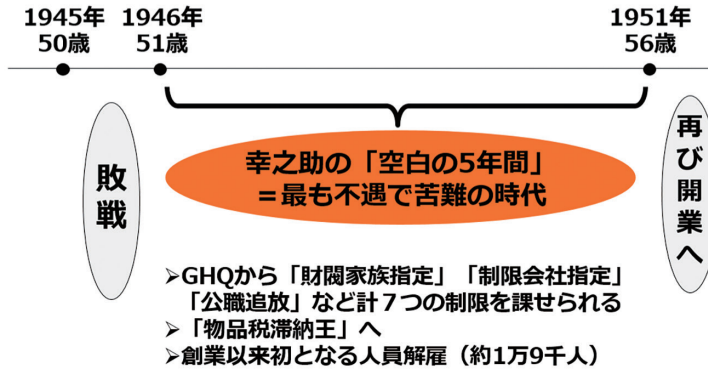 1945年 1946年 1951年
50歳 51歳 56歳
敗戦
幸之助の「空白の5年間」
＝最も不遇で苦難の時代
再び開業へ
➢GHQから「財閥家族指定」「制限会社指定」
「公職追放」など計７つの制限を課せられる
➢「物品税滞納王」へ
➢創業以来初となる人員解雇（約1万9千人）